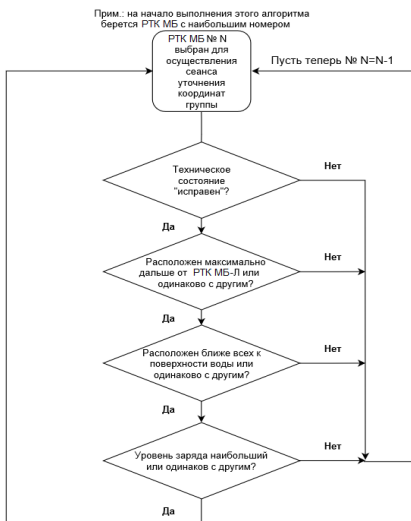 Прим.: на начало выполнения этого алгоритма
берется РТК МБ с наибольшим номером
РТК МБ № N
выбран для
осуществления
сеанса
уточнения
координат
группы
Пусть теперь № N=N-1
Техническое
состояние
"исправен"?
Нет
Да
Расположен максимально
дальше от РТК МБ-Л или
одинаково с другим?
Нет
Да
Расположен ближе всех к
поверхности воды или
одинаково с другим?
Нет
Да
Уровень заряда наибольший
или одинаков с другим?
Нет
Да